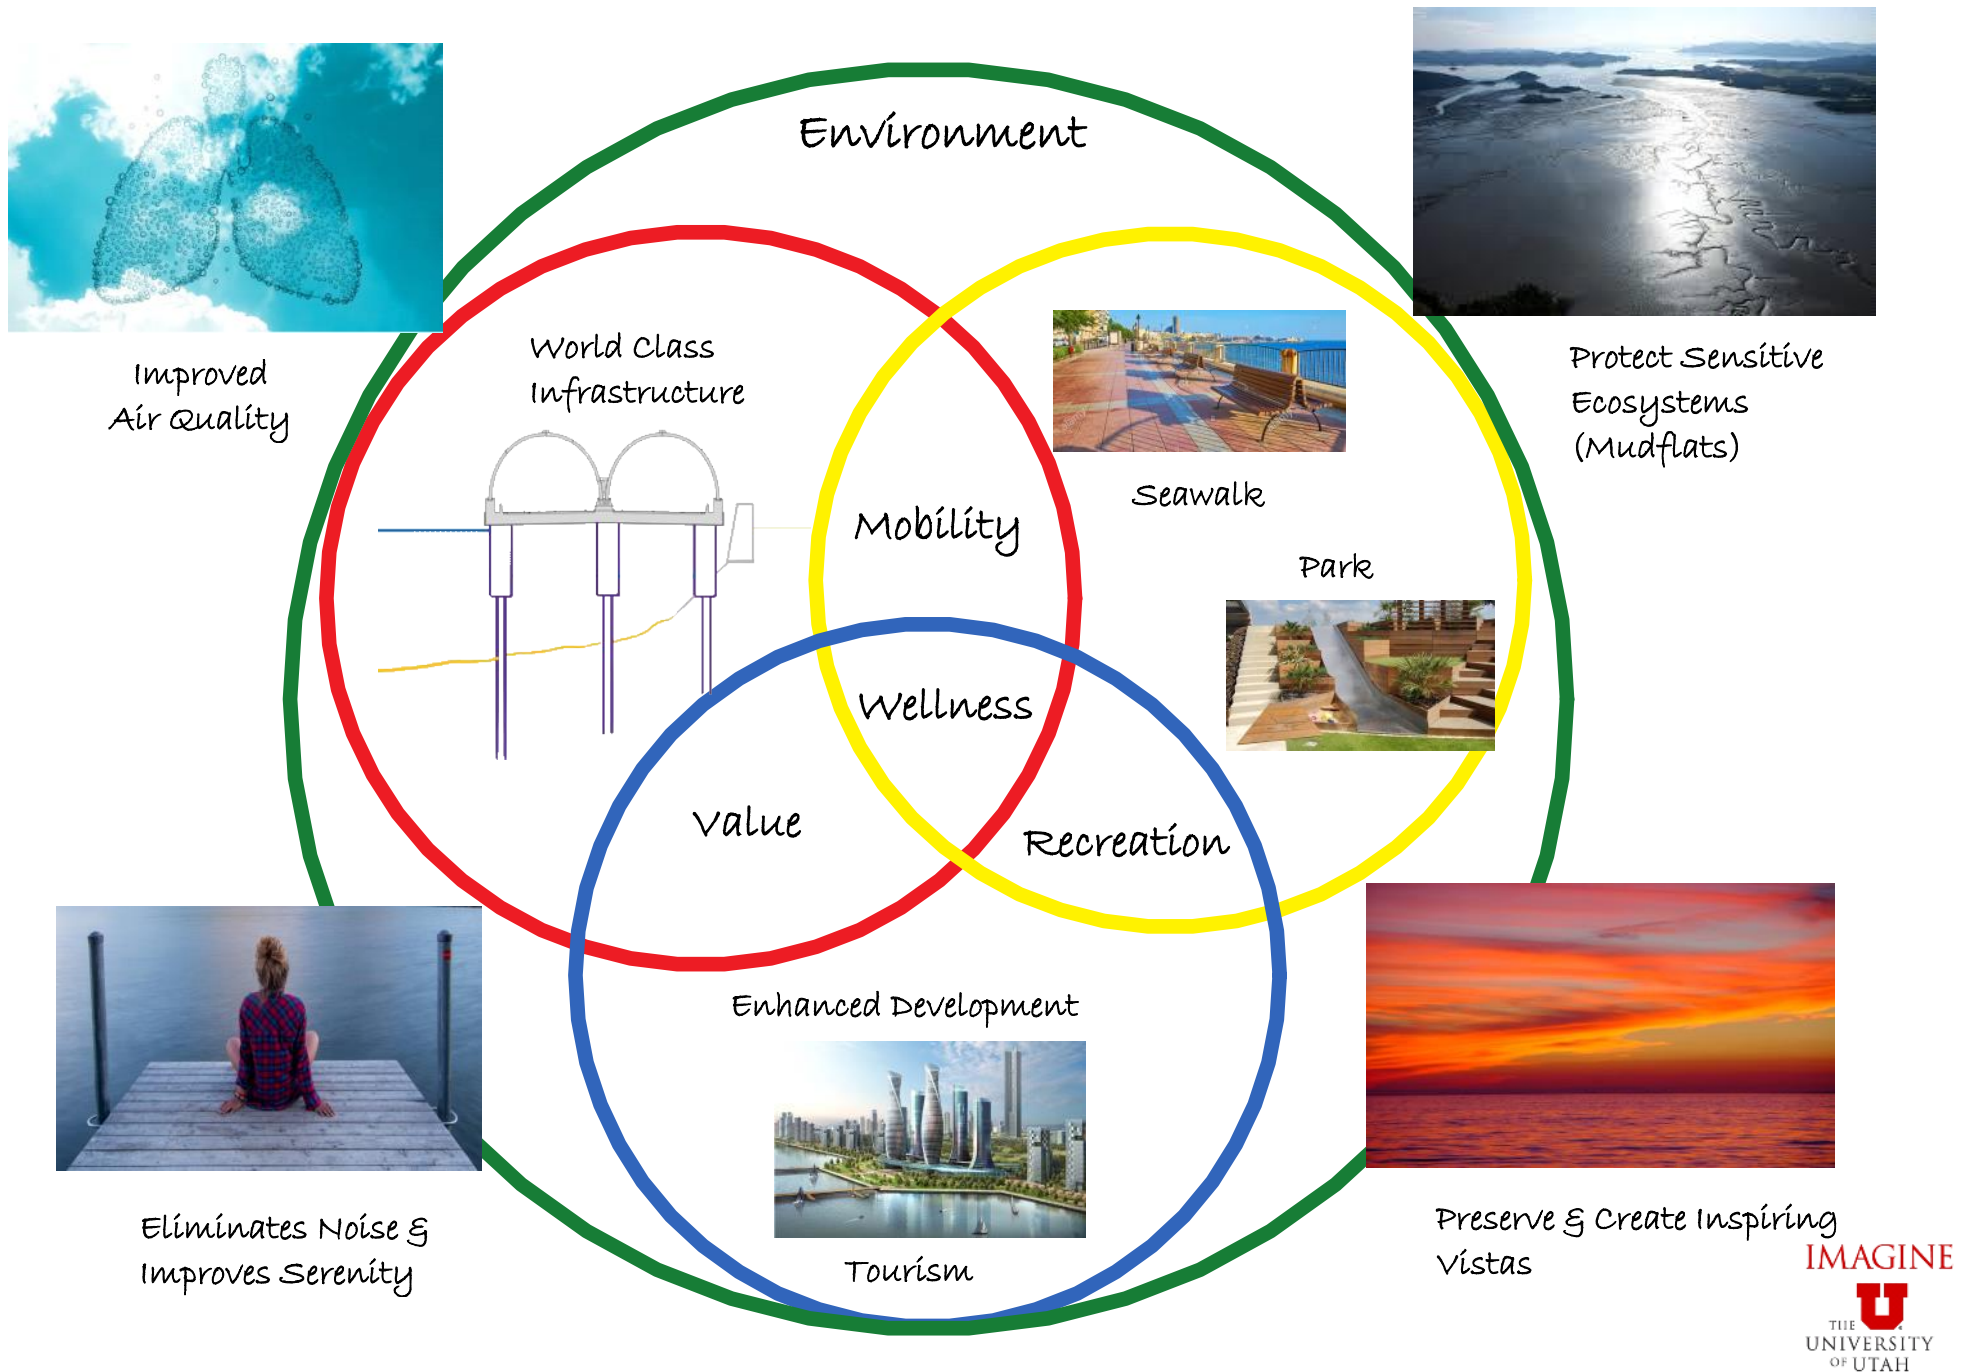 Environment
Improved
Air Quality
World Class
Infrastructure
Protect Sensitive
Ecosystems
(Mudflats)
Seawalk
Mobility
Park
Wellness
Value
Recreation
Enhanced Development
Tourism
Eliminates Noise &
Improves Serenity
Preserve & Create Inspiring
Vistas
IMAGINE
U
THE
UNIVERSITY
OF UTAH